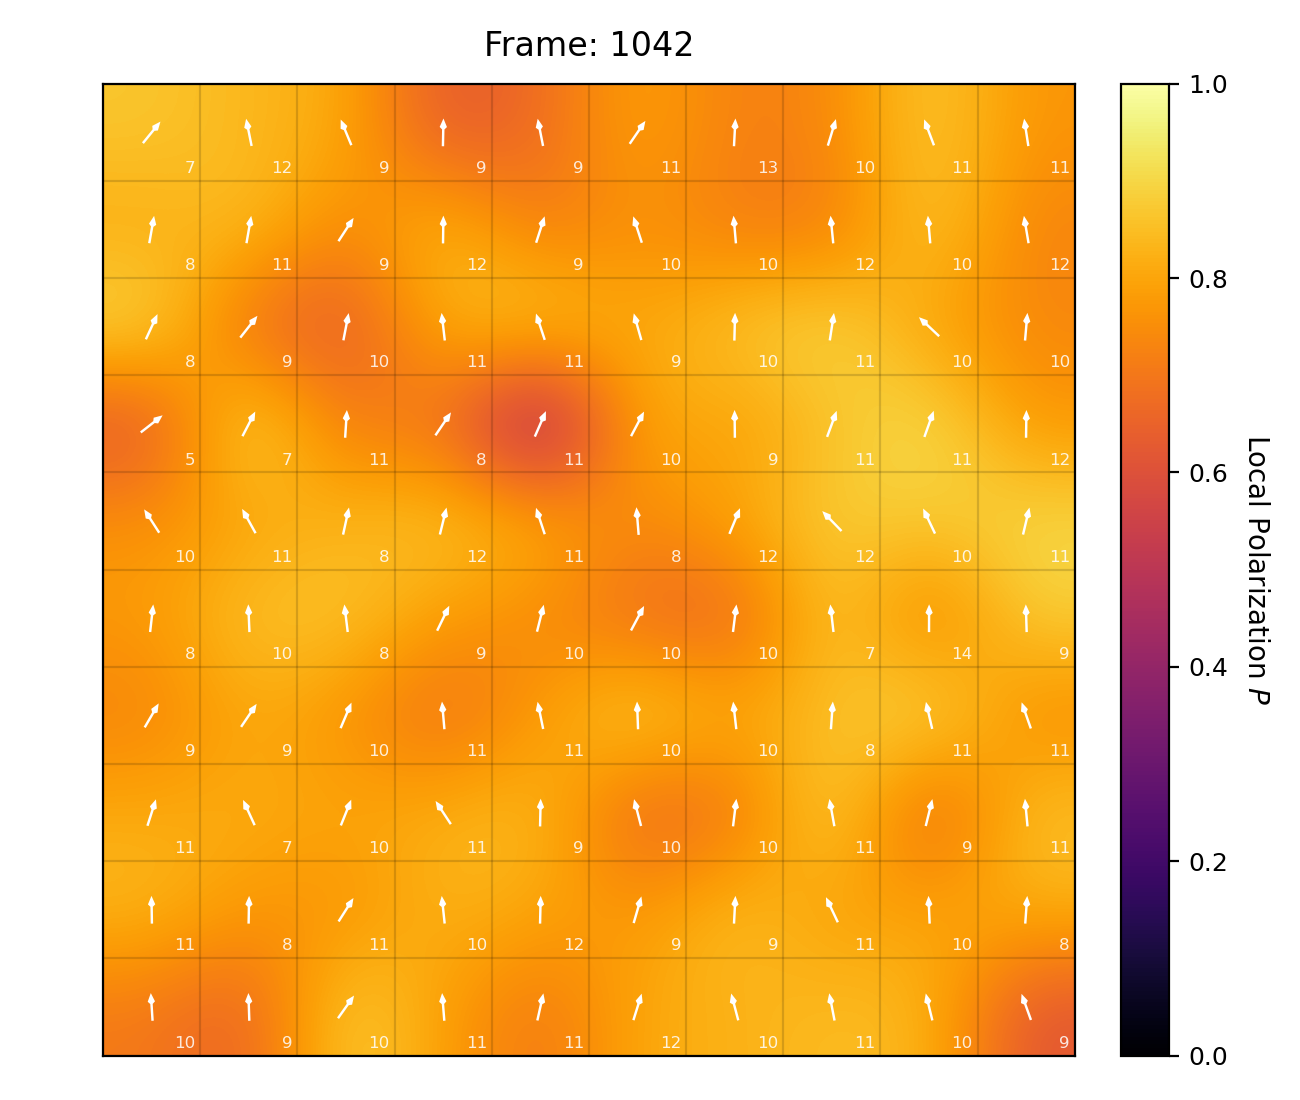 Frame: 1042
7 12 9 9 9 11 13 10 11 11
8 11 9 12 9 10 10 12 10 12
8 9 10 11 11 9 10 11 10 10
5 7 11 8 11 10 9 11 11 12
10 11 8 12 11 8 12 12 10 11
8 10 8 9 10 10 10 7 14 9
9 9 10 11 11 10 10 8 11 11
11 7 10 11 9 10 10 11 9 11
11 8 11 10 12 9 9 11 10 8
10 9 10 11 11 12 10 11 10 9
1.0
0.8
0.6
0.4
0.2
0.0
Local Polarization P